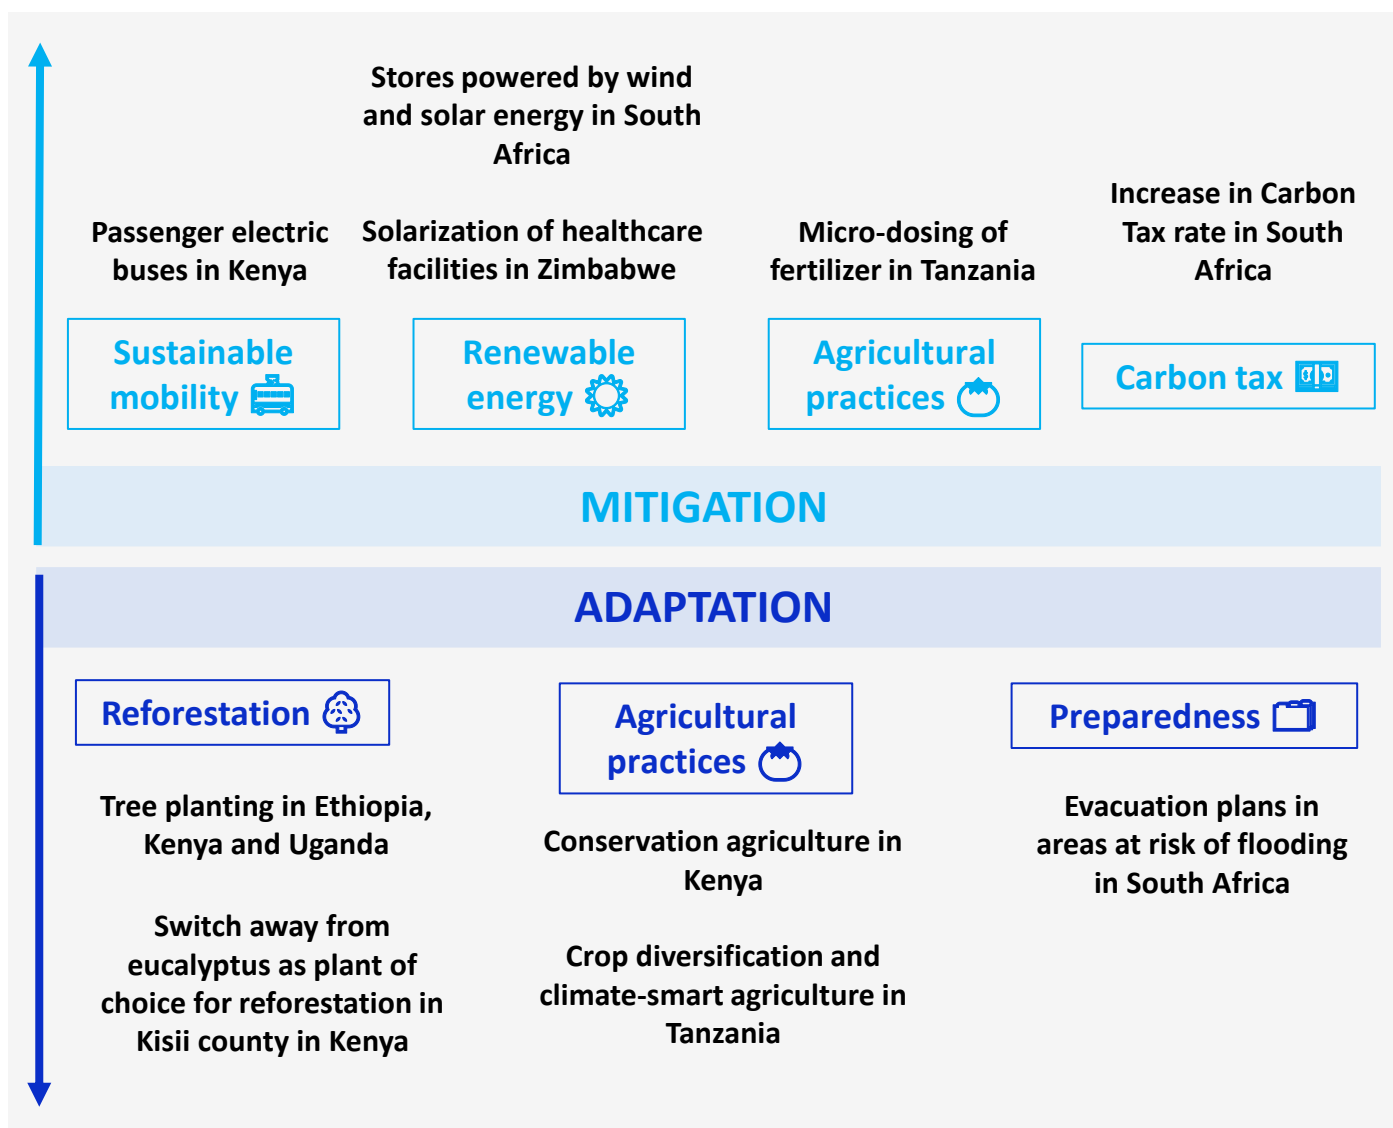 Stores powered by wind
and solar energy in South
Africa
Passenger electric
buses in Kenya
Solarization of healthcare
facilities in Zimbabwe
Micro-dosing of
fertilizer in Tanzania
Increase in Carbon
Tax rate in South
Africa
Sustainable
mobility
Renewable
energy
Agricultural
practices
Carbon tax
MITIGATION
ADAPTATION
Reforestation
Tree planting in Ethiopia,
Kenya and Uganda
Switch away from
eucalyptus as plant of
choice for reforestation in
Kisii county in Kenya
Agricultural
practices
Conservation agriculture in
Kenya
Crop diversification and
climate-smart agriculture in
Tanzania
Preparedness
Evacuation plans in
areas at risk of flooding
in South Africa